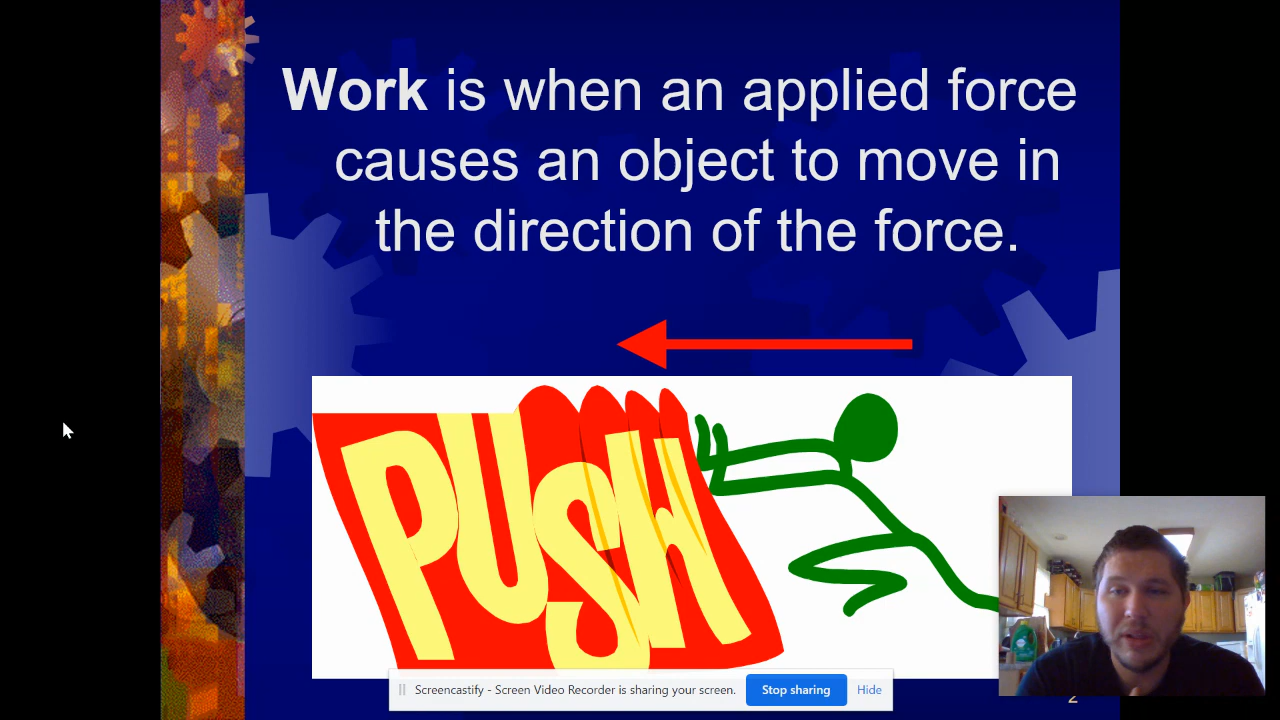 Work is when an applied force
causes an object to move in
the direction of the force.
PUSH
Screencastify - Screen Video Recorder is sharing your screen. Stop sharing Hide
2